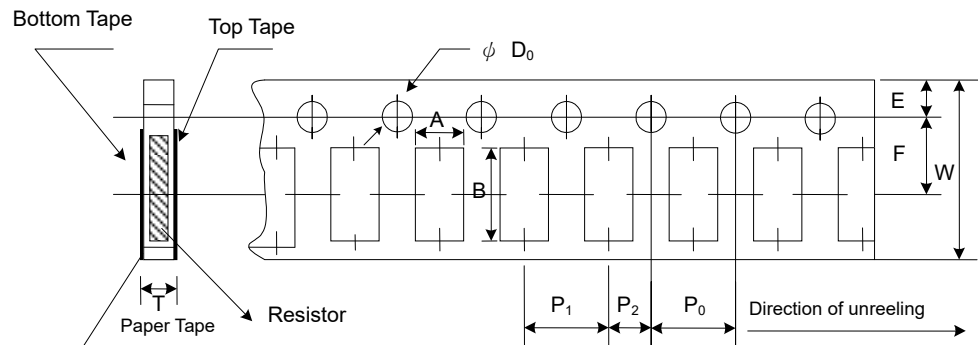 Bottom Tape
Top Tape
ψ D₀
E
A
F
W
B
T
Paper Tape
Resistor
P₁
P₂
P₀
Direction of unreeling